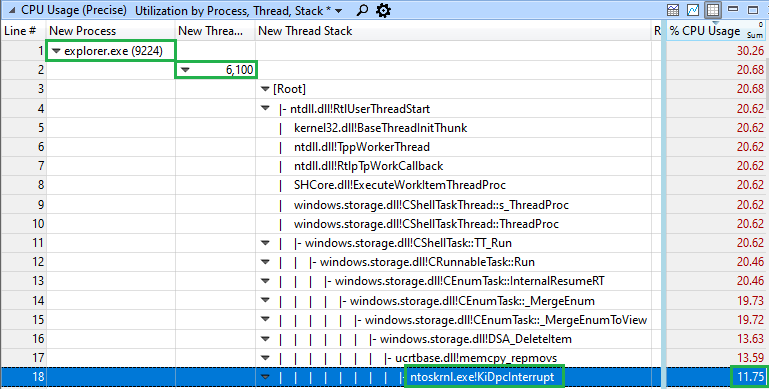 CPU Usage (Precise) Utilization by Process, Thread, Stack *
Line # New Process New Threa... New Thread Stack R % CPU Usage Sum
1 explorer.exe (9224) 30.26
2 6,100 20.68
3 [Root] 20.68
4 |- ntdll.dll!RtlUserThreadStart 20.62
5 | kernel32.dll!BaseThreadInitThunk 20.62
6 | ntdll.dll!TppWorkerThread 20.62
7 | ntdll.dll!RtlpTpWorkCallback 20.62
8 | SHCore.dll!ExecuteWorkItemThreadProc 20.62
9 | windows.storage.dll!CShellTaskThread::s_ThreadProc 20.62
10 | windows.storage.dll!CShellTaskThread::ThreadProc 20.62
11 | |- windows.storage.dll!CShellTask::TT_Run 20.62
12 | | |- windows.storage.dll!CRunnableTask::Run 20.46
13 | | | |- windows.storage.dll!CEnumTask::InternalResumeRT 20.46
14 | | | | |- windows.storage.dll!CEnumTask::_MergeEnum 19.73
15 | | | | | |- windows.storage.dll!CEnumTask::_MergeEnumToView 19.72
16 | | | | | | |- windows.storage.dll!DSA_DeleteItem 13.63
17 | | | | | | | |- ucrtbase.dll!memcpy_repmovs 13.59
18 | | | | | | | | |- ntoskrnl.exe!KiDpcInterrupt 11.75